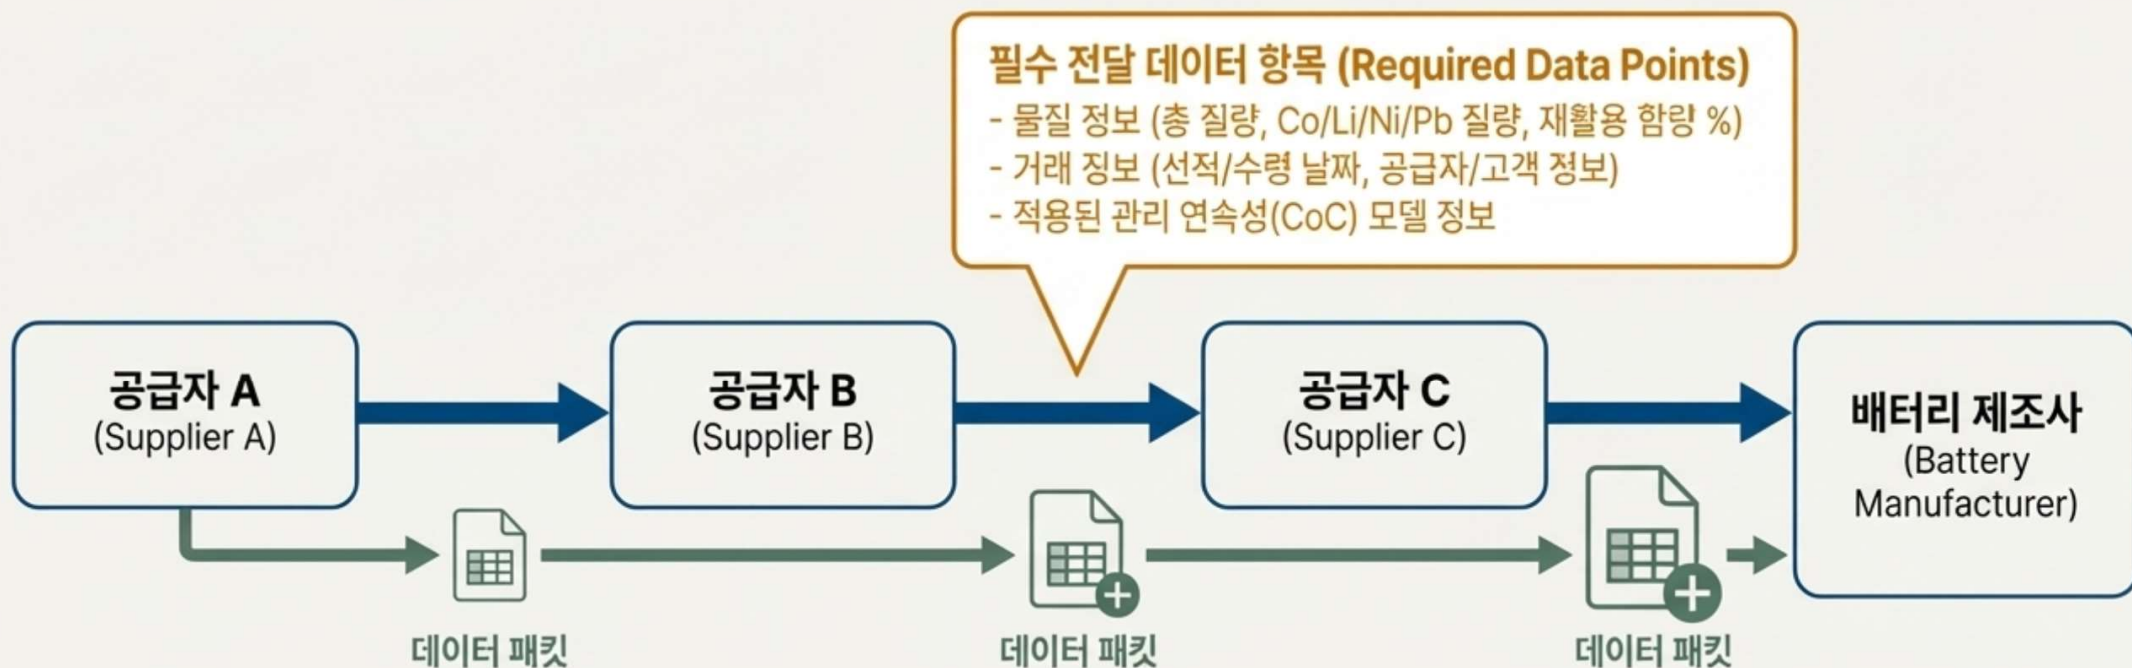 필수 전달 데이터 항목 (Required Data Points)
- 물질 정보 (총 질량, Co/Li/Ni/Pb 질량, 재활용 함량 %)
- 거래 정보 (선적/수령 날짜, 공급자/고객 정보)
- 적용된 관리 연속성(CoC) 모델 정보
공급자 A
(Supplier A)
공급자 B
(Supplier B)
공급자 C
(Supplier C)
배터리 제조사
(Battery
Manufacturer)
데이터 패킷
데이터 패킷
데이터 패킷